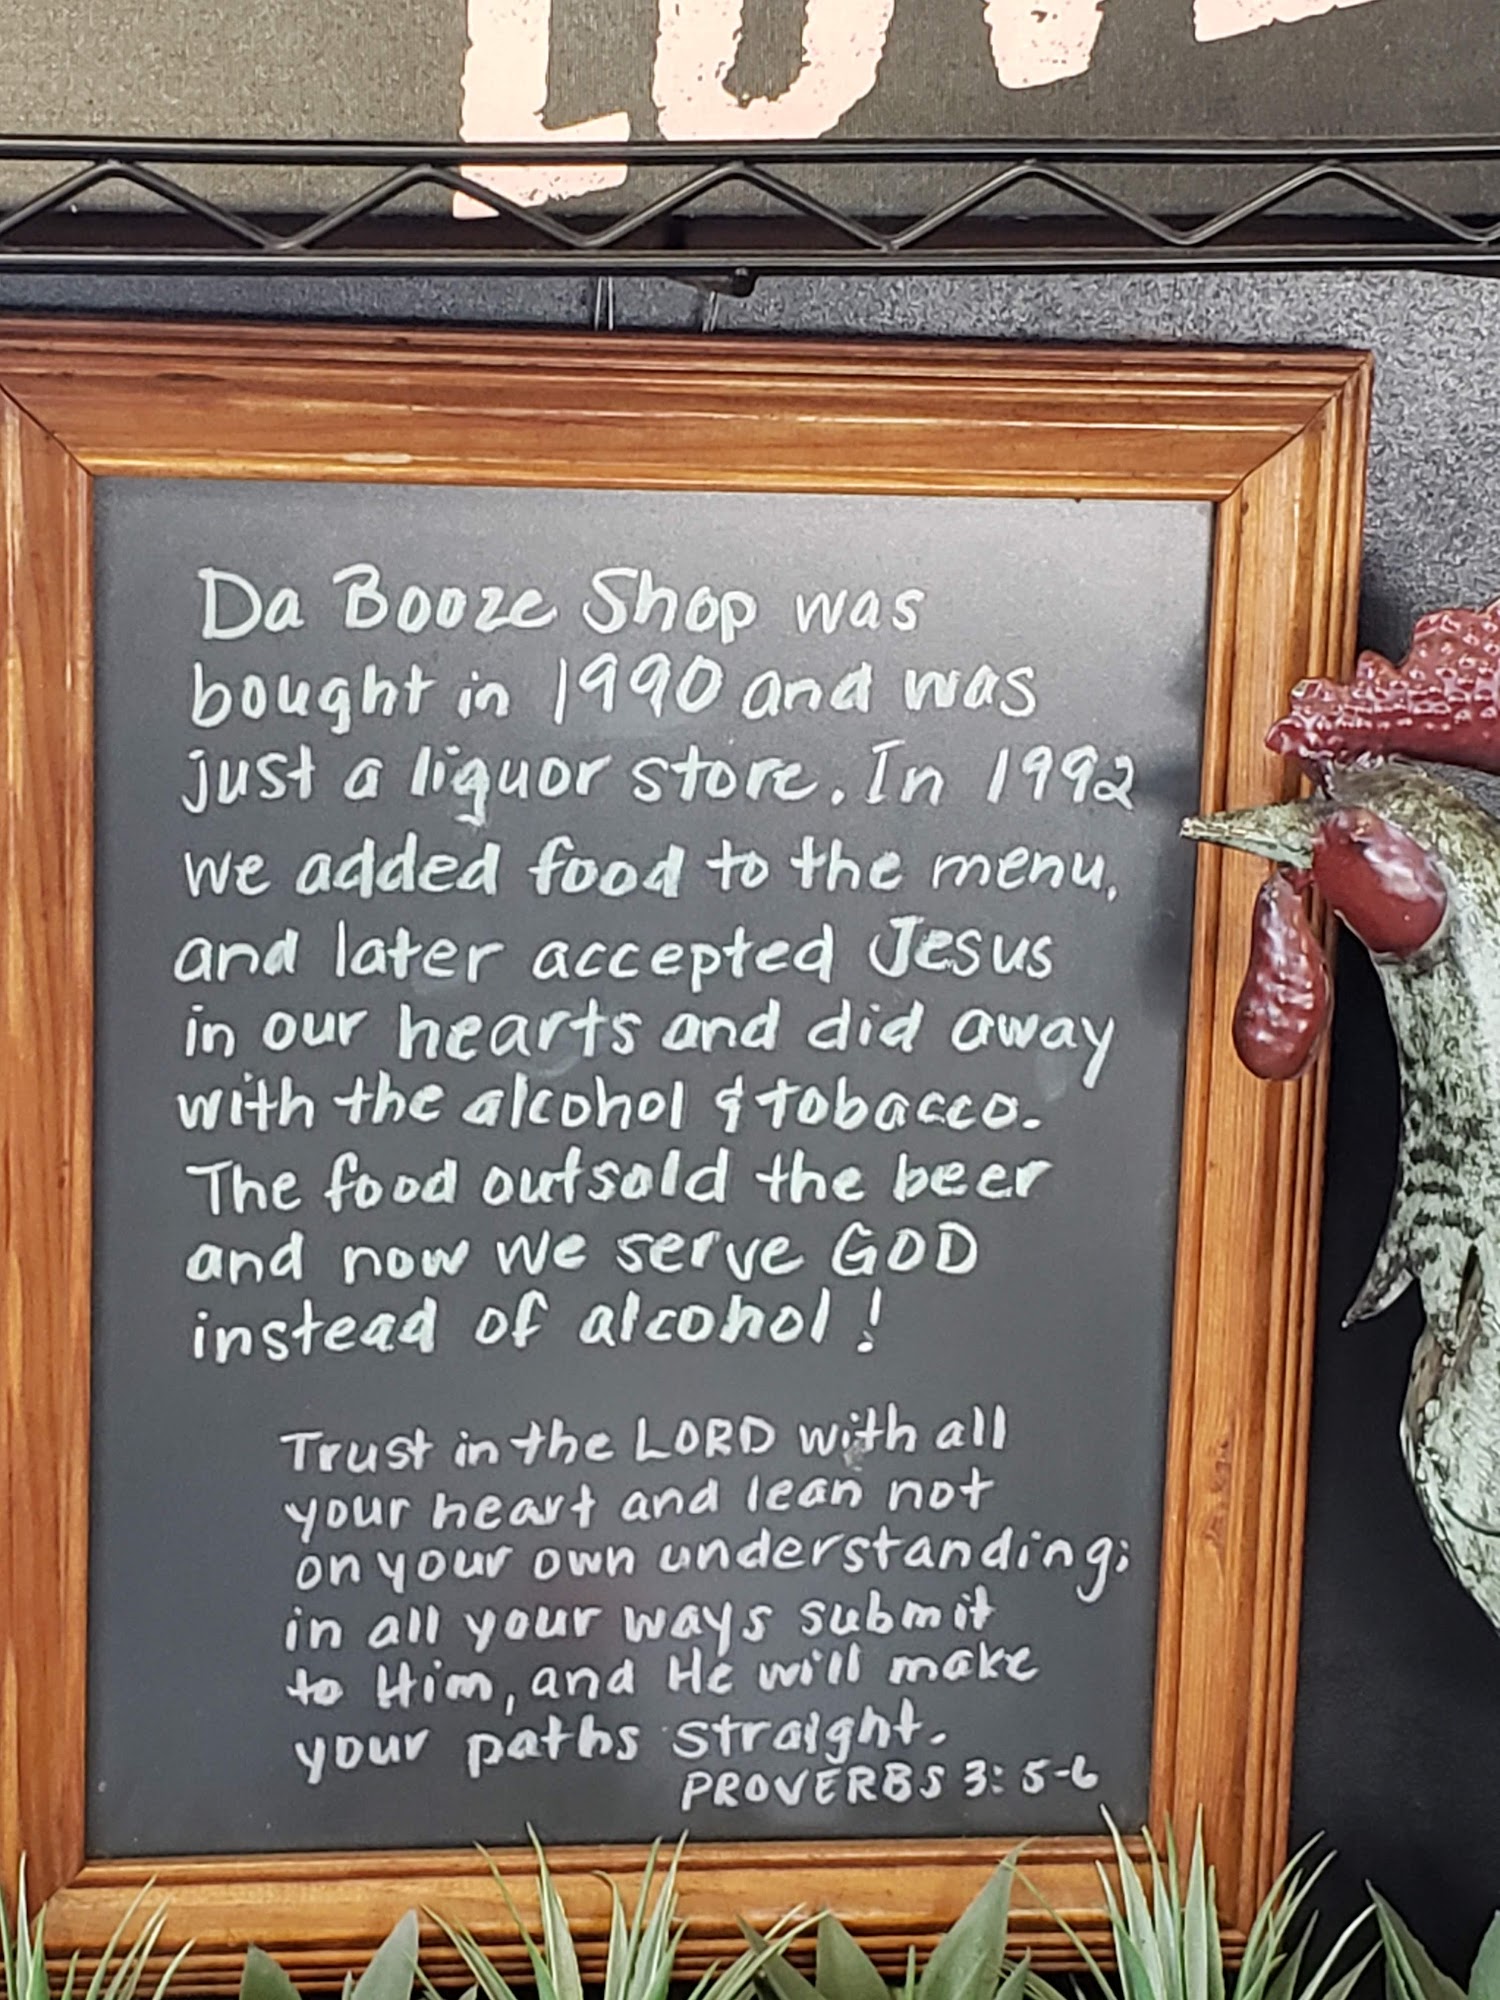 LOVE
Da Booze Shop was
bought in 1990 and was
just a liquor store. In 1992
we added food to the menu,
and later accepted Jesus
in our hearts and did away
with the alcohol & tobacco.
The food outsold the beer
and now we serve GOD
instead of alcohol!
Trust in the LORD with all
your heart and lean not
on your own understanding;
in all your ways submit
to Him, and He will make
your paths straight.
PROVERBS 3: 5-6